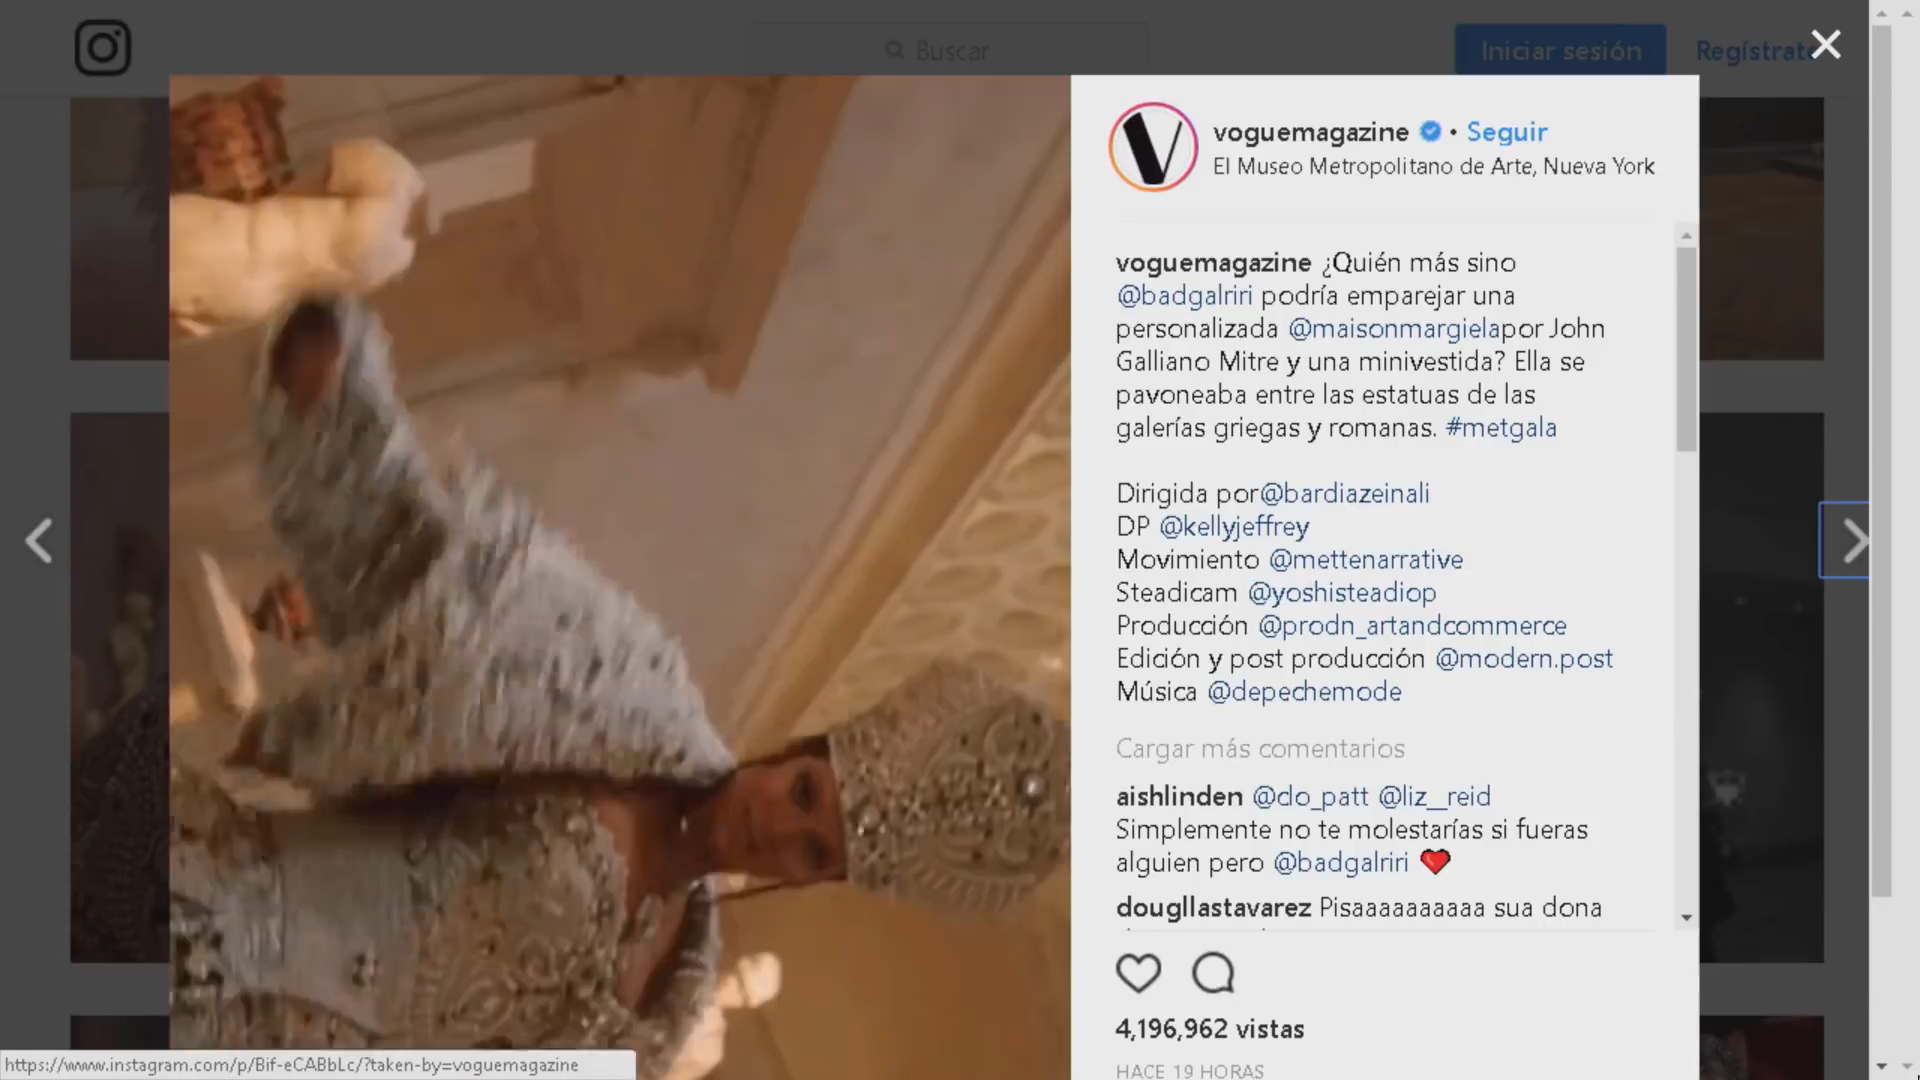 Buscar
Iniciar sesión
Regístrate
voguemagazine • Seguir
El Museo Metropolitano de Arte, Nueva York
voguemagazine ¿Quién más sino
@badgalriri podría emparejar una
personalizada @maisonmargielapor John
Galliano Mitre y una minivestida? Ella se
pavoneaba entre las estatuas de las
galerías griegas y romanas. #metgala
Dirigida por@bardiazeinali
DP @kellyjeffrey
Movimiento @mettenarrative
Steadicam @yoshisteadiop
Producción @prodn_artandcommerce
Edición y post producción @modern.post
Música @depechemode
Cargar más comentarios
aishlinden @clo_patt @liz__reid
Simplemente no te molestarías si fueras
alguien pero @badgalriri ❤️
dougllastavarez Pisaaaaaaaaaa sua dona
4,196,962 vistas
HACE 19 HORAS
https://www.instagram.com/p/Bif-eCABbLc/?taken-by=voguemagazine